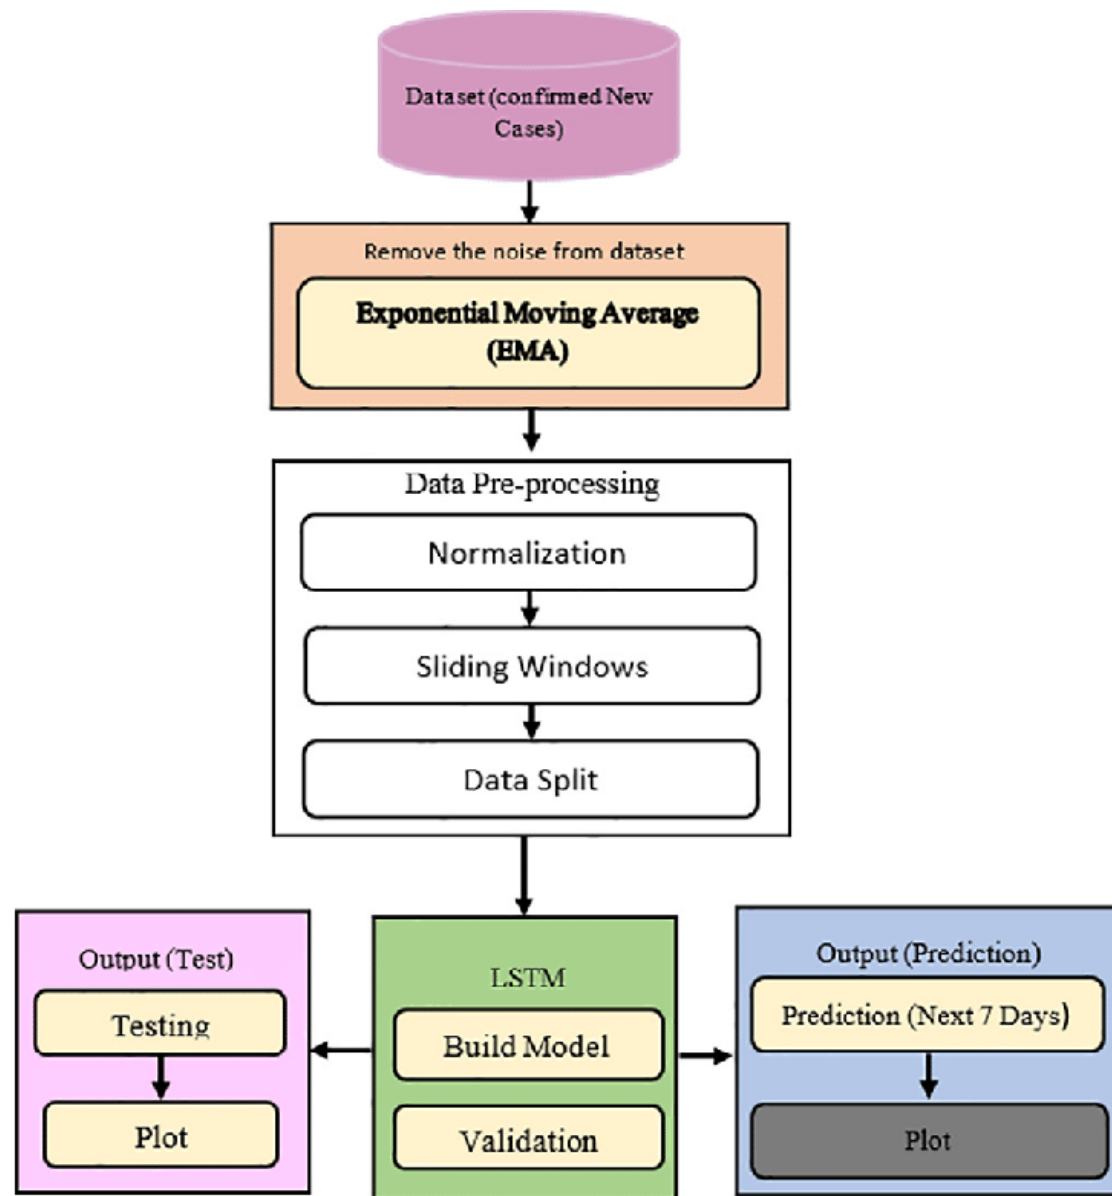 Dataset (confirmed New
Cases)
Remove the noise from dataset
Exponential Moving Average
(EMA)
Data Pre-processing
Normalization
Sliding Windows
Data Split
Output (Test)
Testing
Plot
LSTM
Build Model
Validation
Output (Prediction)
Prediction (Next 7 Days)
Plot